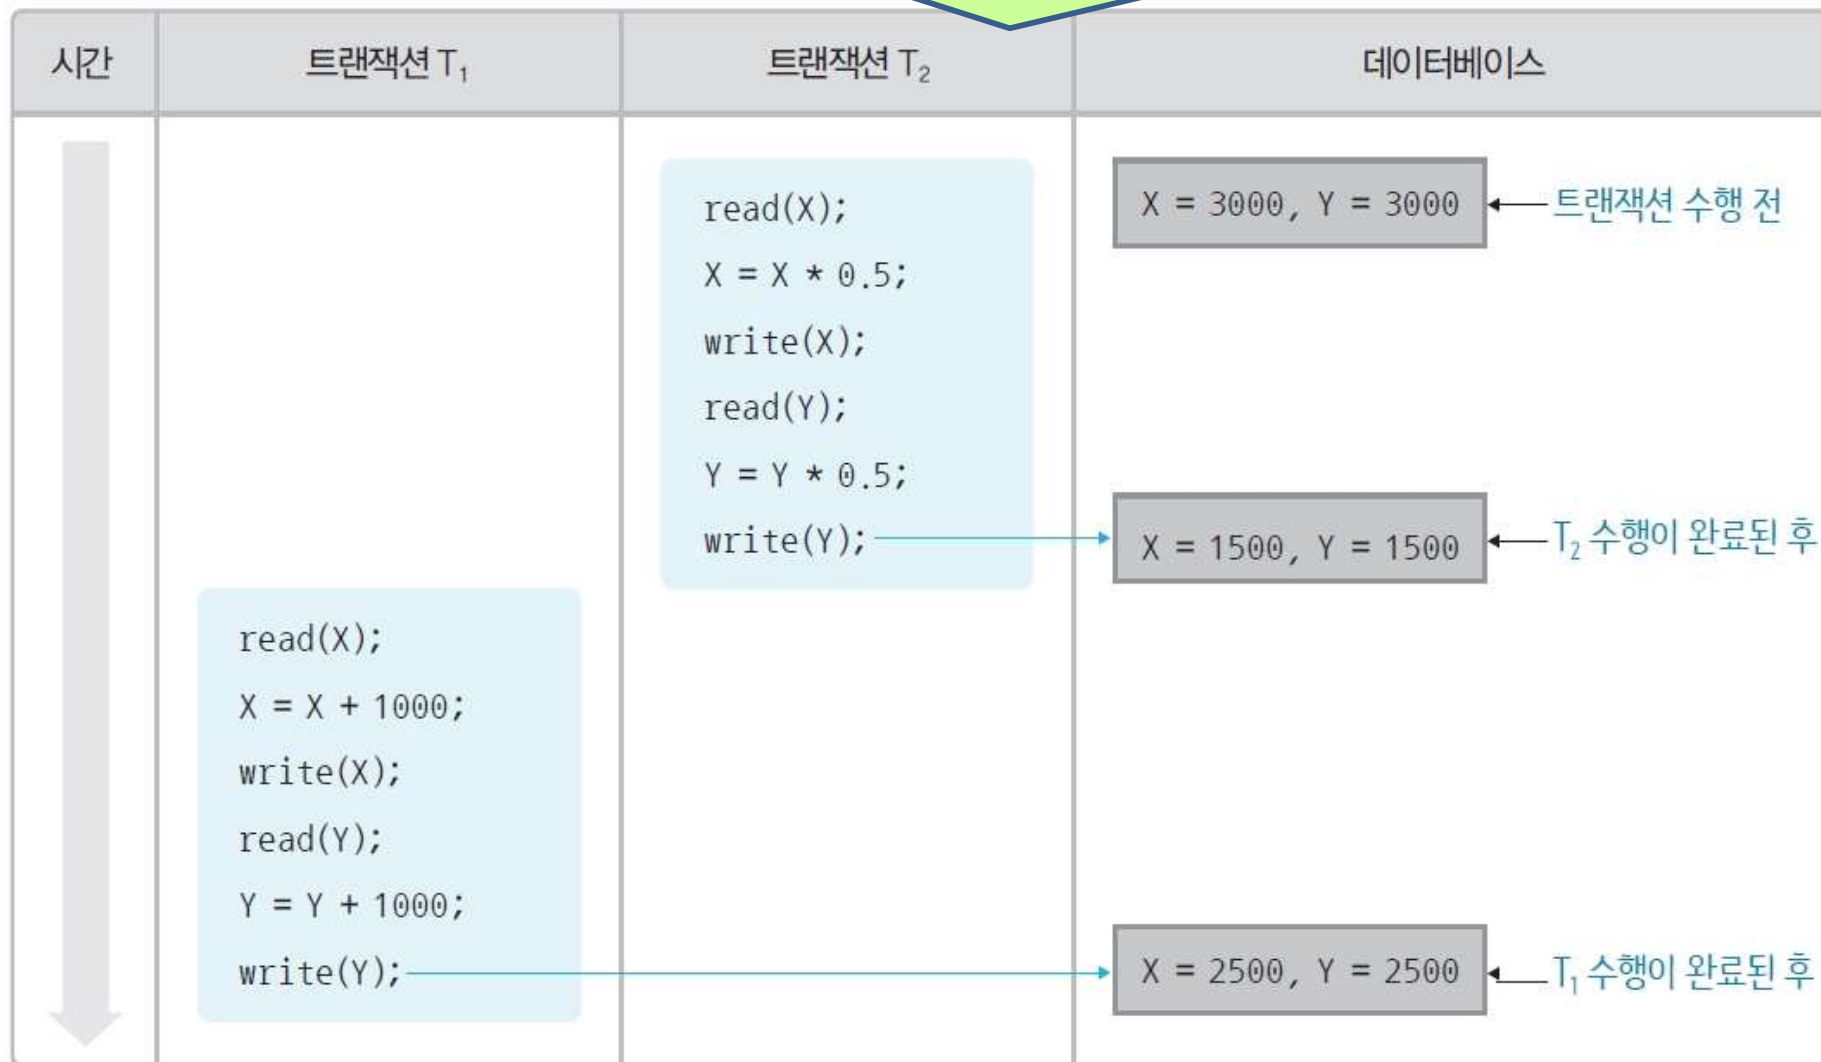 시간 트랜잭션 T₁ 트랜잭션 T₂ 데이터베이스
read(X); X = 3000, Y = 3000 트랜잭션 수행 전
X = X * 0.5;
write(X);
read(Y);
Y = Y * 0.5;
write(Y); X = 1500, Y = 1500 T₂ 수행이 완료된 후
read(X);
X = X + 1000;
write(X);
read(Y);
Y = Y + 1000;
write(Y); X = 2500, Y = 2500 T₁ 수행이 완료된 후